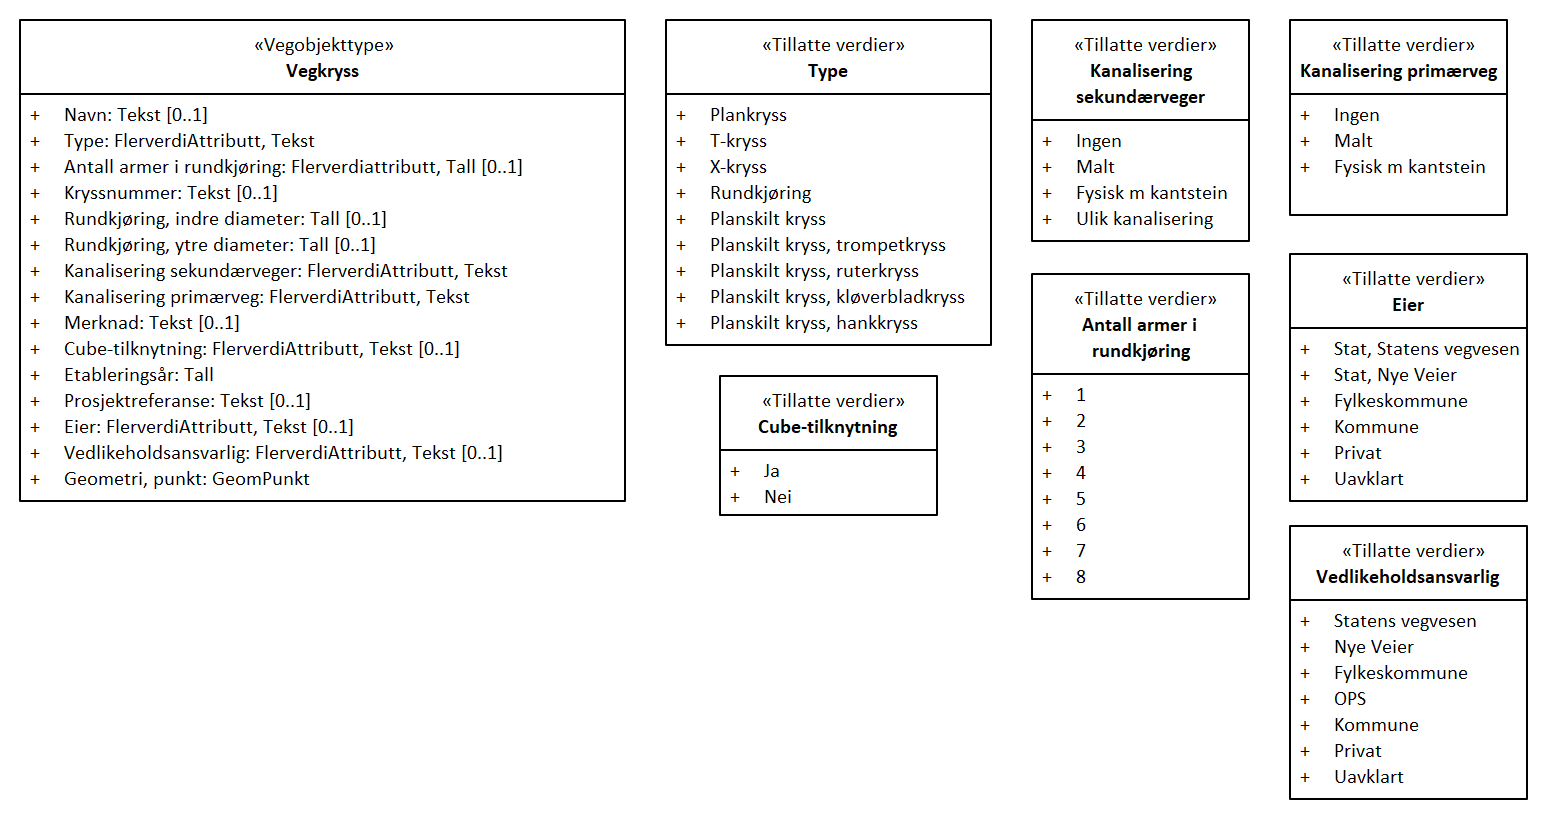 «Vegobjekttype»
Vegkryss
+ Navn: Tekst [0..1]
+ Type: FlerverdiAttributt, Tekst
+ Antall armer i rundkjøring: Flerverdiattributt, Tall [0..1]
+ Kryssnummer: Tekst [0..1]
+ Rundkjøring, indre diameter: Tall [0..1]
+ Rundkjøring, ytre diameter: Tall [0..1]
+ Kanalisering sekundærveger: FlerverdiAttributt, Tekst
+ Kanalisering primærveg: FlerverdiAttributt, Tekst
+ Merknad: Tekst [0..1]
+ Cube-tilknytning: FlerverdiAttributt, Tekst [0..1]
+ Etableringsår: Tall
+ Prosjektreferanse: Tekst [0..1]
+ Eier: FlerverdiAttributt, Tekst [0..1]
+ Vedlikeholdsansvarlig: FlerverdiAttributt, Tekst [0..1]
+ Geometri, punkt: GeomPunkt
«Tillatte verdier»
Type
+ Plankryss
+ T-kryss
+ X-kryss
+ Rundkjøring
+ Planskilt kryss
+ Planskilt kryss, trompetkryss
+ Planskilt kryss, ruterkryss
+ Planskilt kryss, kløverbladkryss
+ Planskilt kryss, hankkryss
«Tillatte verdier»
Cube-tilknytning
+ Ja
+ Nei
«Tillatte verdier»
Kanalisering
sekundærveger
+ Ingen
+ Malt
+ Fysisk m kantstein
+ Ulik kanalisering
«Tillatte verdier»
Antall armer i
rundkjøring
+ 1
+ 2
+ 3
+ 4
+ 5
+ 6
+ 7
+ 8
«Tillatte verdier»
Kanalisering primærveg
+ Ingen
+ Malt
+ Fysisk m kantstein
«Tillatte verdier»
Eier
+ Stat, Statens vegvesen
+ Stat, Nye Veier
+ Fylkeskommune
+ Kommune
+ Privat
+ Uavklart
«Tillatte verdier»
Vedlikeholdsansvarlig
+ Statens vegvesen
+ Nye Veier
+ Fylkeskommune
+ OPS
+ Kommune
+ Privat
+ Uavklart